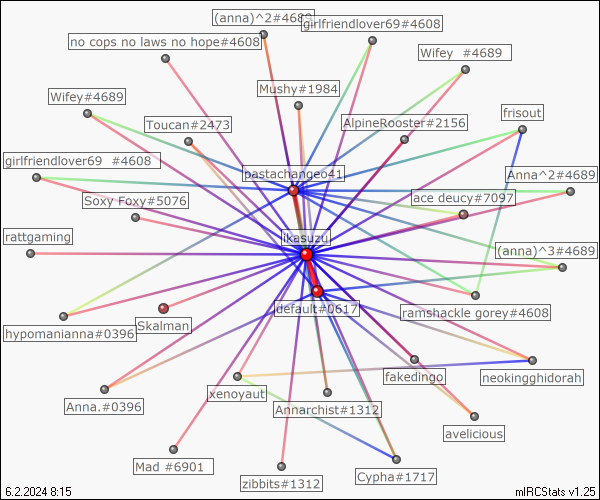 (anna)^2#4689
girlfriendlover69#4608
no cops no laws no hope#4608
Wifey  #4689
Mushy#1984
Wifey#4689
frisout
Toucan#2473
AlpineRooster#2156
girlfriendlover69  #4608
pastachangeo41
Anna^2#4689
Soxy Foxy#5076
ace deucy#7097
rattgaming
ikasuzu
(anna)^3#4689
default#0617
ramshackle gorey#4608
hypomanianna#0396
Skalman
fakedingo
neokingghidorah
xenoyaut
Anna.#0396
Annarchist#1312
avelicious
Mad #6901
zibbits#1312
Cypha#1717
6.2.2024 8:15
mIRCStats v1.25